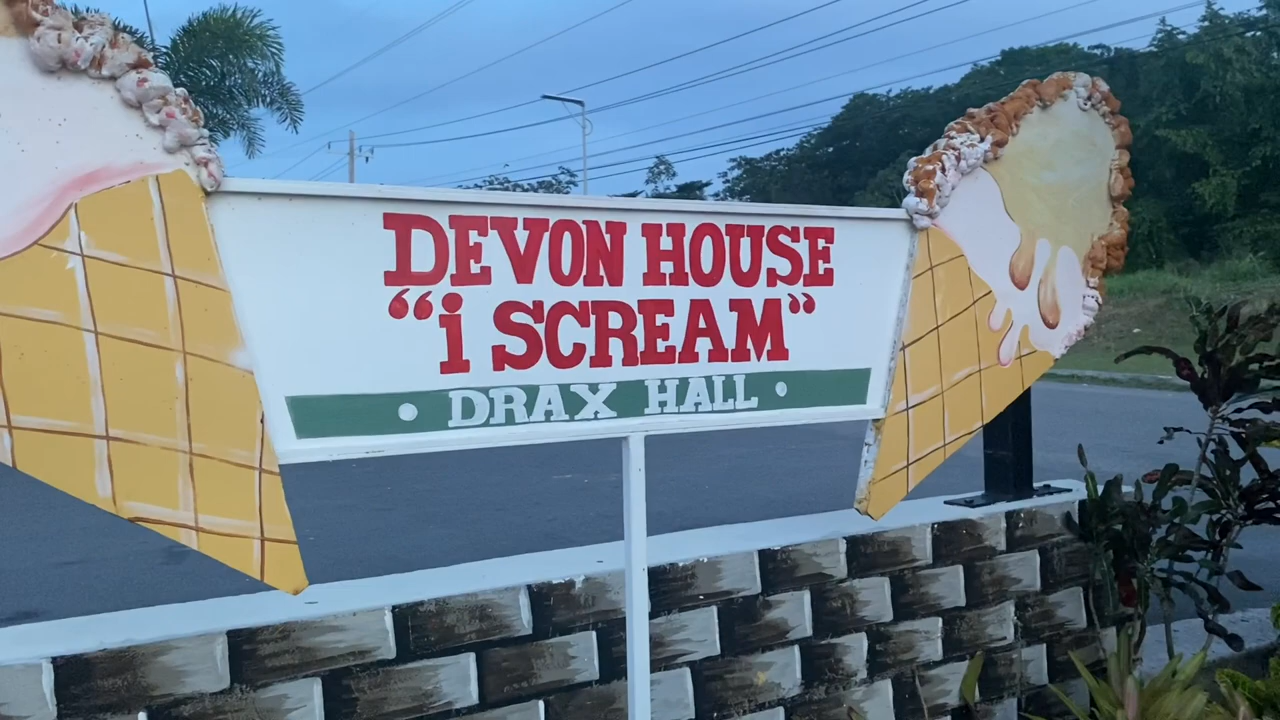 DEVON HOUSE
“i SCREAM”
• DRAX HALL •